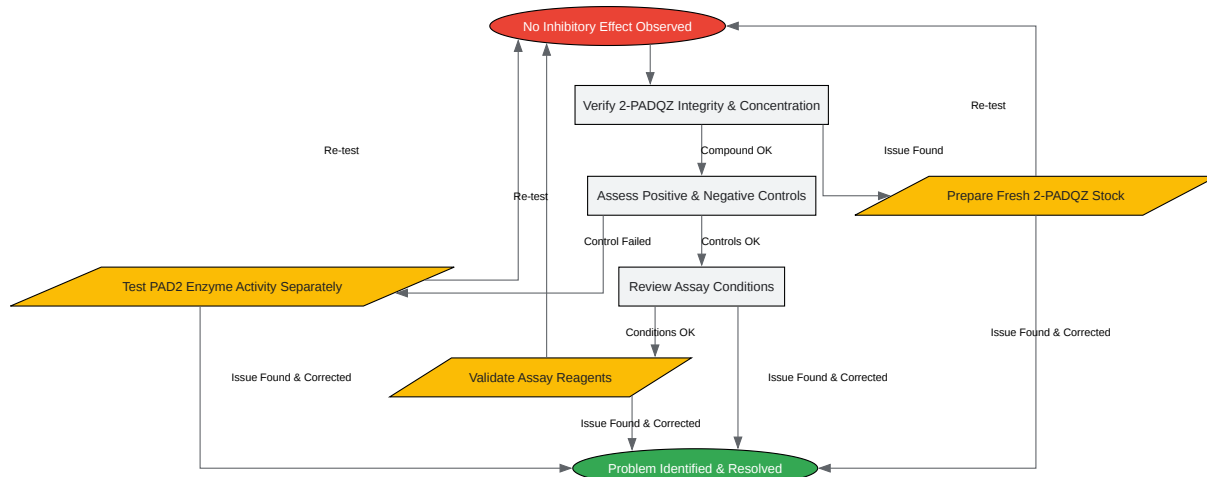 No Inhibitory Effect Observed
Verify 2-PADQZ Integrity & Concentration
Re-test
Re-test
Compound OK
Issue Found
Assess Positive & Negative Controls
Re-test
Prepare Fresh 2-PADQZ Stock
Control Failed
Controls OK
Test PAD2 Enzyme Activity Separately
Review Assay Conditions
Conditions OK
Issue Found & Corrected
Issue Found & Corrected
Validate Assay Reagents
Issue Found & Corrected
Issue Found & Corrected
Problem Identified & Resolved